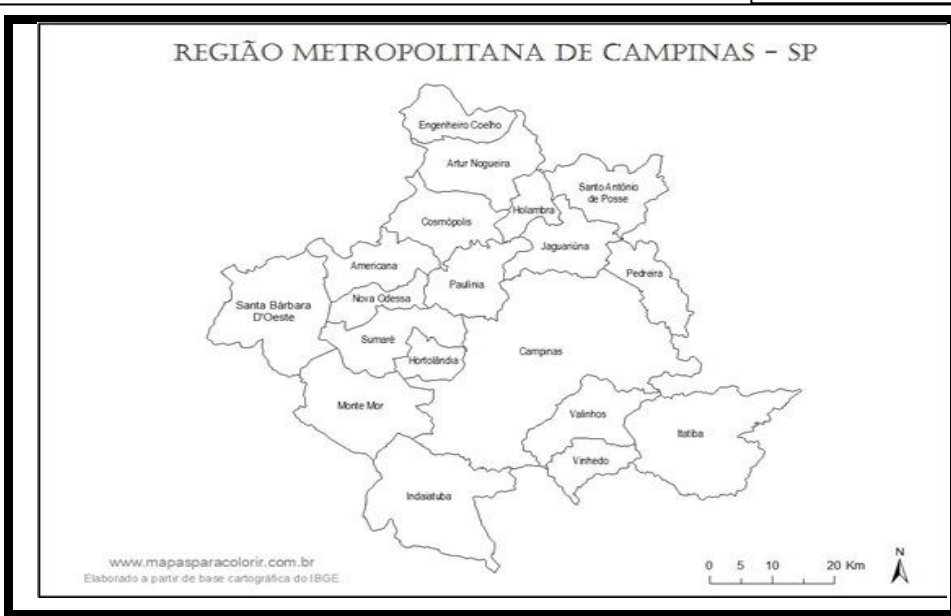 REGIÃO METROPOLITANA DE CAMPINAS - SP
Engenheiro Coelho
Artur Nogueira
Santo Antônio
de Posse
Holambra
Cosmópolis
Jaguariúna
Americana
Pedreira
Paulínia
Nova Odessa
Santa Bárbara
D'Oeste
Sumaré
Campinas
Hortolândia
Monte Mor
Valinhos
Itatiba
Vinhedo
Indaiatuba
www.mapasparacolorir.com.br
Elaborado a partir de base cartográfica do IBGE
0 5 10 20 Km
N